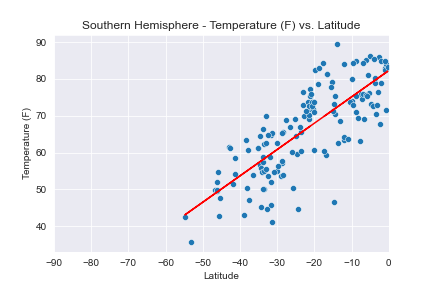 Southern Hemisphere - Temperature (F) vs. Latitude
90
80
70
60
50
40
Temperature (F)
−90 −80 −70 −60 −50 −40 −30 −20 −10 0
Latitude